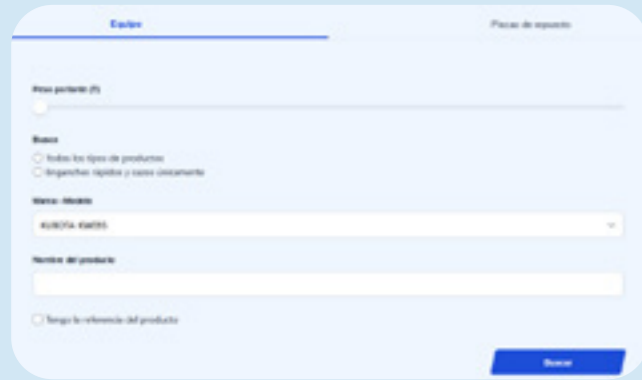 Equipo
Piezas de repuesto
Peso portante (T)
Busco
Todos los tipos de productos
Enganches rápidos y cazos únicamente
Marca - Modelo
KUBOTA
Nombre del producto
Tengo la referencia del producto
Buscar